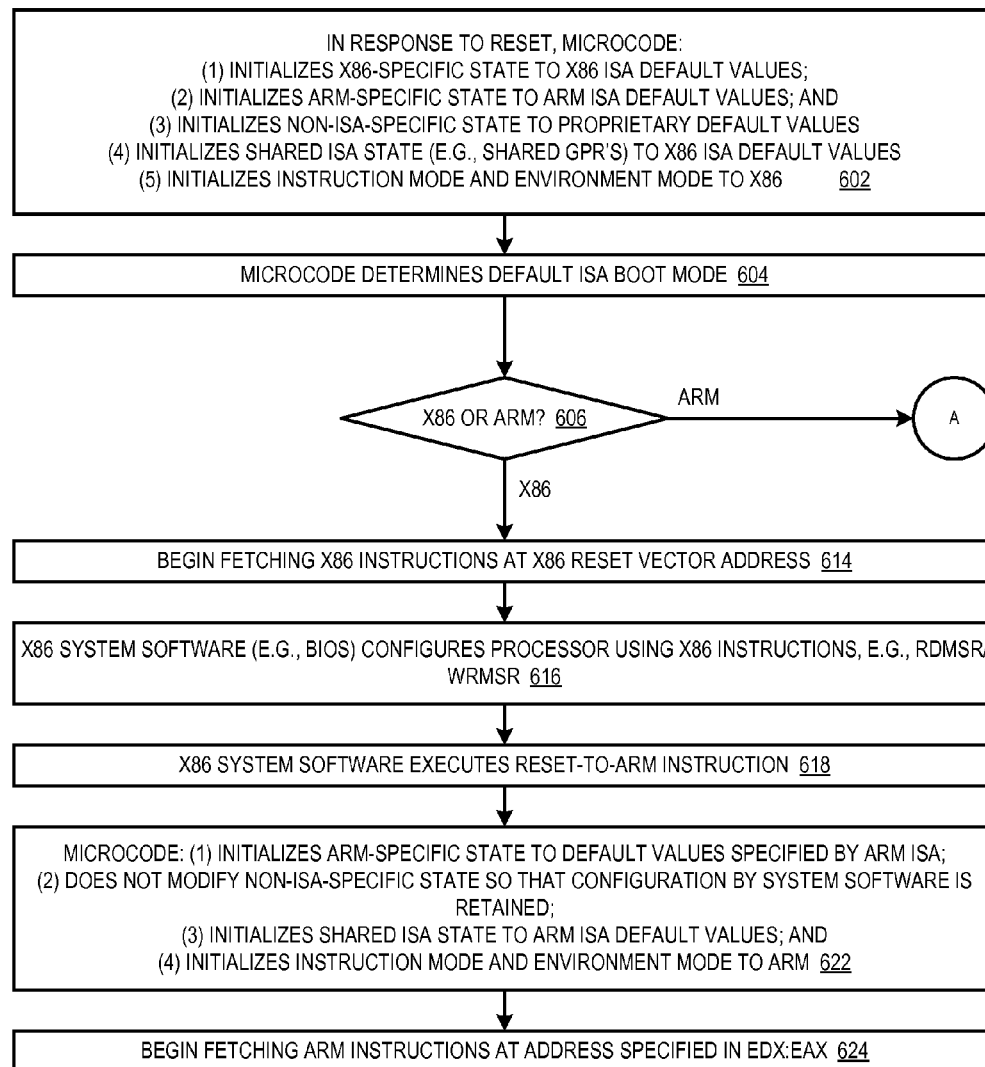 IN RESPONSE TO RESET, MICROCODE:
(1) INITIALIZES X86-SPECIFIC STATE TO X86 ISA DEFAULT VALUES;
(2) INITIALIZES ARM-SPECIFIC STATE TO ARM ISA DEFAULT VALUES; AND
(3) INITIALIZES NON-ISA-SPECIFIC STATE TO PROPRIETARY DEFAULT VALUES
(4) INITIALIZES SHARED ISA STATE (E.G., SHARED GPR'S) TO X86 ISA DEFAULT VALUES
(5) INITIALIZES INSTRUCTION MODE AND ENVIRONMENT MODE TO X86 602
MICROCODE DETERMINES DEFAULT ISA BOOT MODE 604
X86 OR ARM? 606
ARM
A
X86
BEGIN FETCHING X86 INSTRUCTIONS AT X86 RESET VECTOR ADDRESS 614
X86 SYSTEM SOFTWARE (E.G., BIOS) CONFIGURES PROCESSOR USING X86 INSTRUCTIONS, E.G., RDMSR/
WRMSR 616
X86 SYSTEM SOFTWARE EXECUTES RESET-TO-ARM INSTRUCTION 618
MICROCODE: (1) INITIALIZES ARM-SPECIFIC STATE TO DEFAULT VALUES SPECIFIED BY ARM ISA;
(2) DOES NOT MODIFY NON-ISA-SPECIFIC STATE SO THAT CONFIGURATION BY SYSTEM SOFTWARE IS
RETAINED;
(3) INITIALIZES SHARED ISA STATE TO ARM ISA DEFAULT VALUES; AND
(4) INITIALIZES INSTRUCTION MODE AND ENVIRONMENT MODE TO ARM 622
BEGIN FETCHING ARM INSTRUCTIONS AT ADDRESS SPECIFIED IN EDX:EAX 624